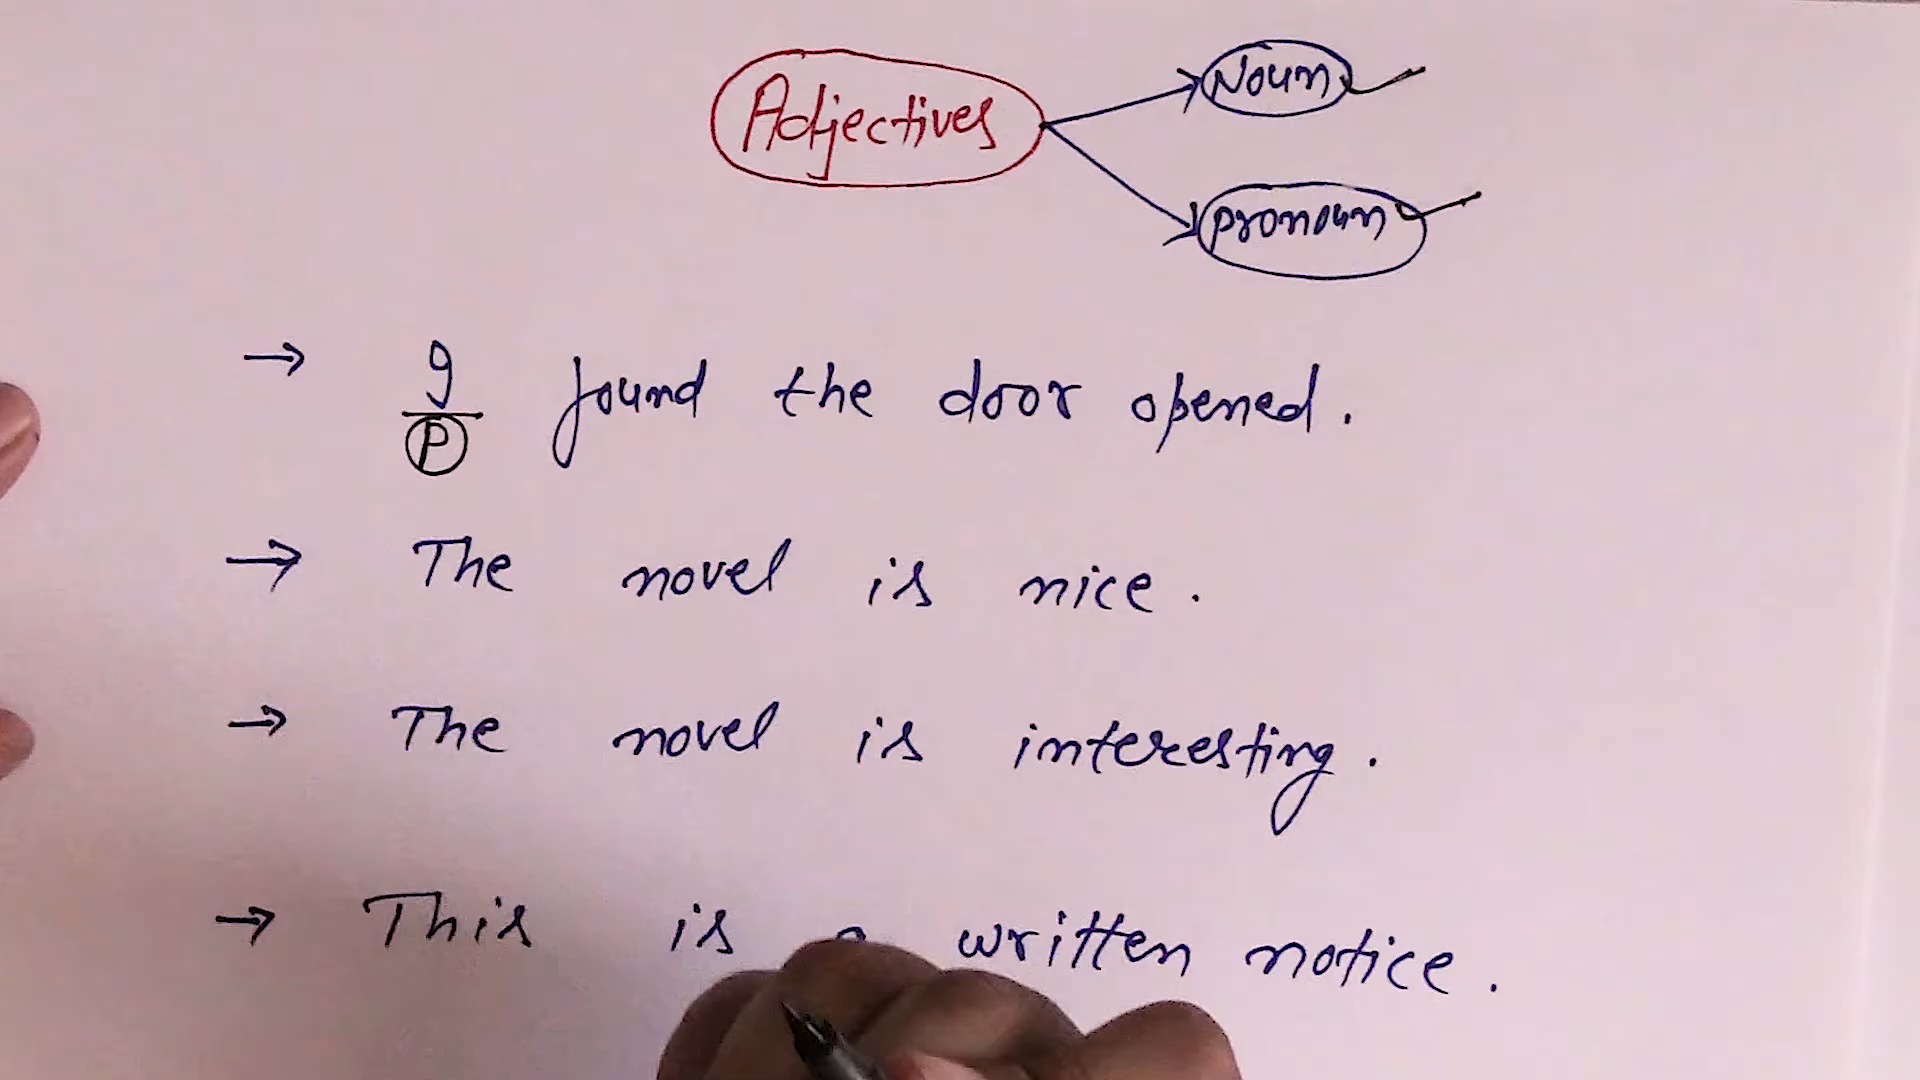 Adjectives
Noun
pronoun
I found the door opened.
P
The novel is nice.
The novel is interesting.
This is written notice.